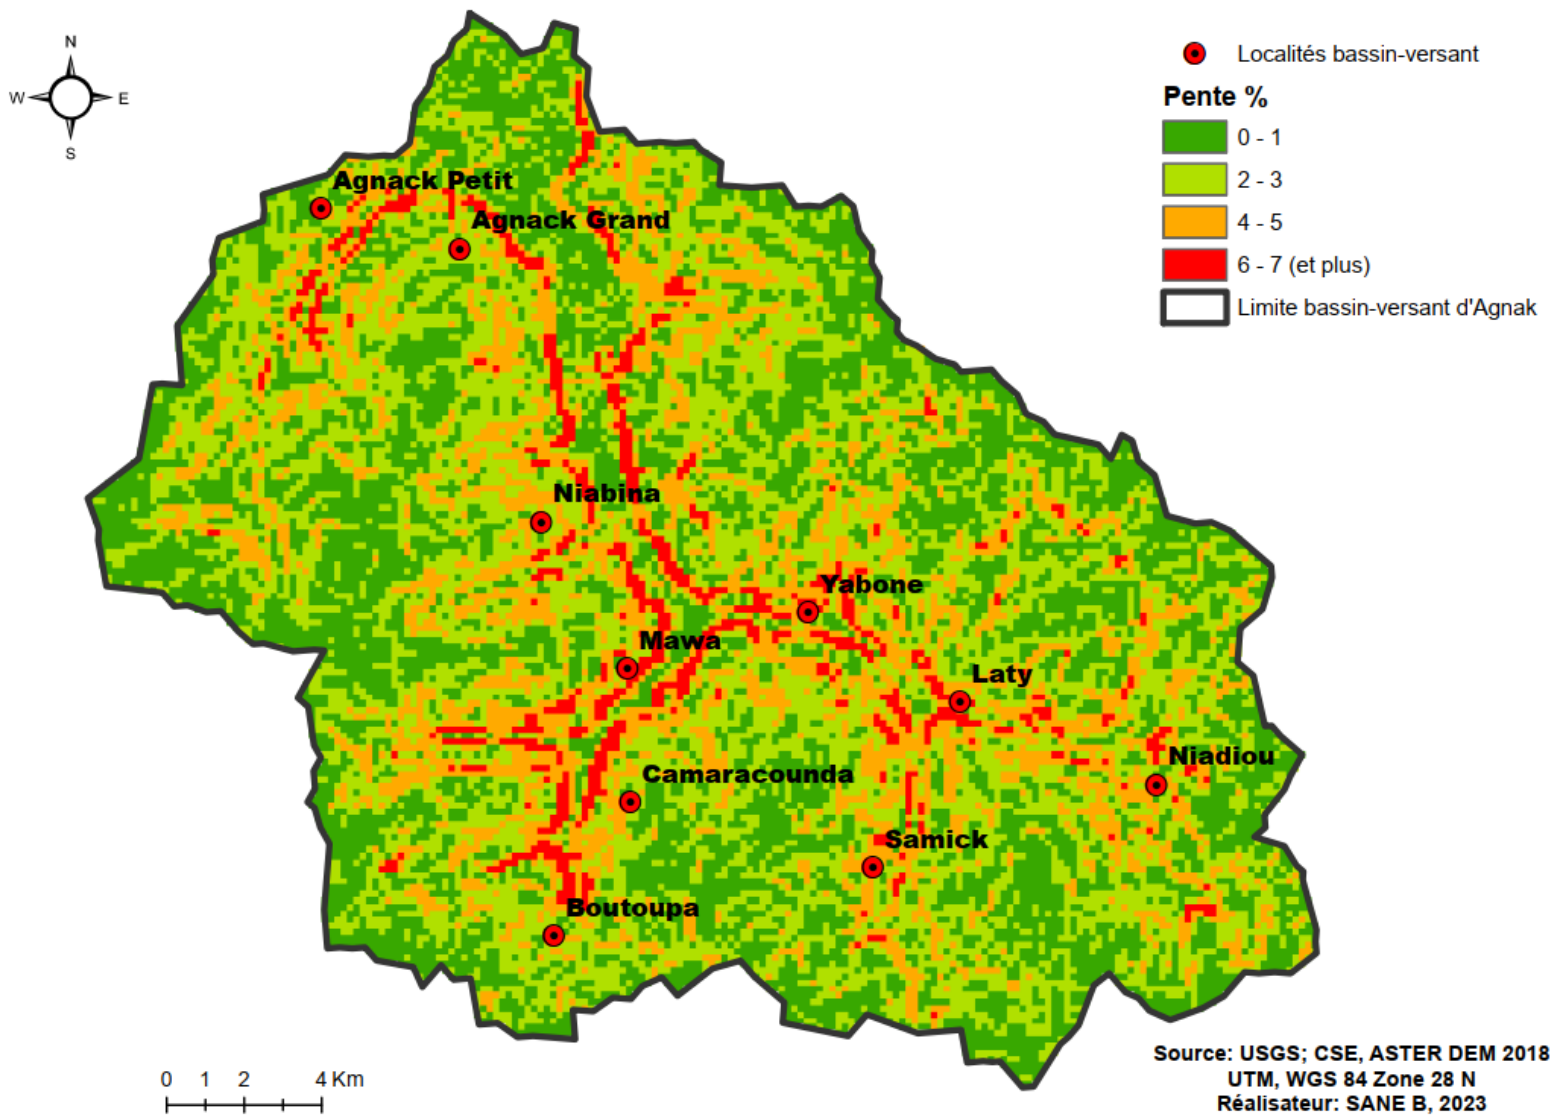 N
W E
S
Localités bassin-versant
Pente %
0 - 1
2 - 3
4 - 5
6 - 7 (et plus)
Limite bassin-versant d'Agnak
Agnack Petit
Agnack Grand
Niabina
Yabone
Mawa
Laty
Niadiou
Camaracounda
Samick
Boutoupa
0 1 2 4 Km
Source: USGS; CSE, ASTER DEM 2018
UTM, WGS 84 Zone 28 N
Réalisateur: SANE B, 2023